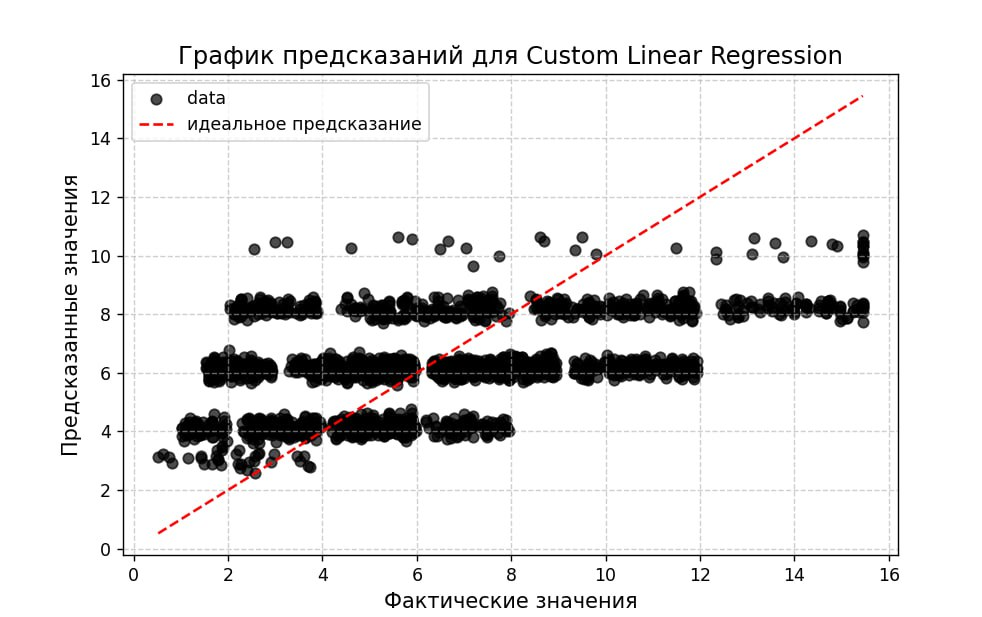 График предсказаний для Custom Linear Regression
data
идеальное предсказание
Предсказанные значения
16
14
12
10
8
6
4
2
0
0 2 4 6 8 10 12 14 16
Фактические значения